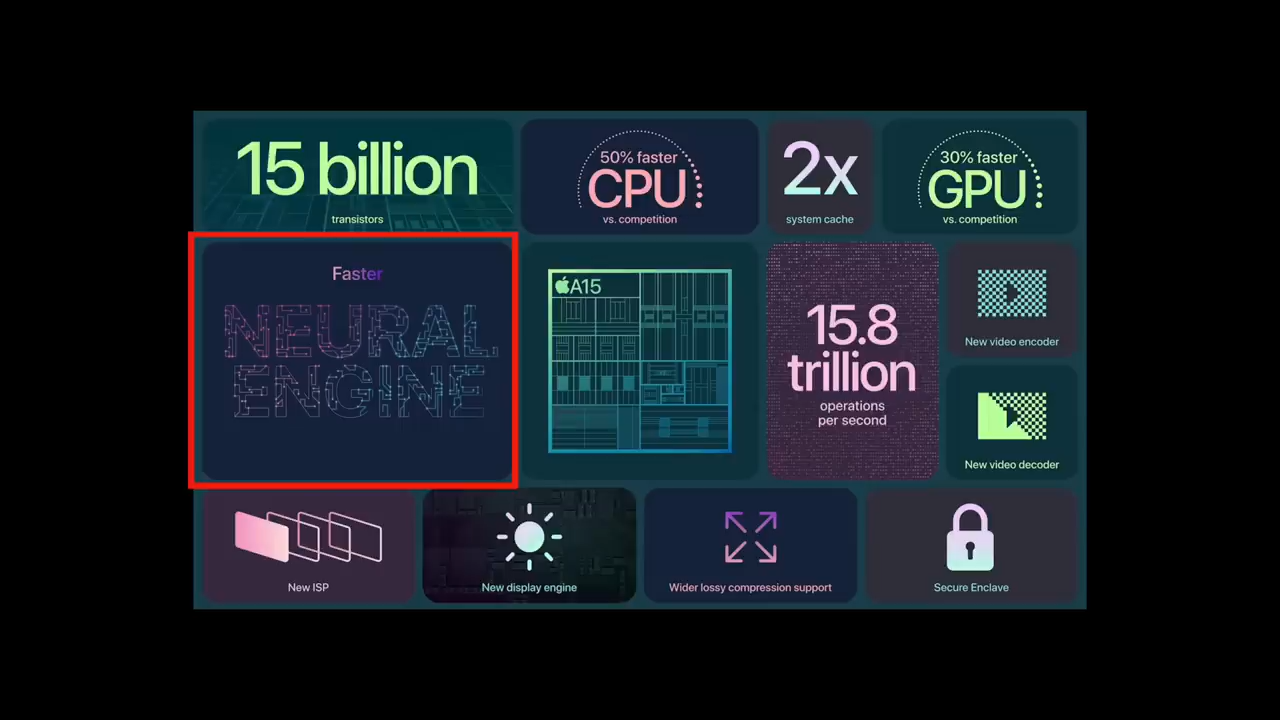 15 billion
transistors
50% faster
CPU
vs. competition
2x
system cache
30% faster
GPU
vs. competition
Faster
NEURAL
ENGINE
A15
15.8
trillion
operations
per second
New video encoder
New video decoder
New ISP
New display engine
Wider lossy compression support
Secure Enclave